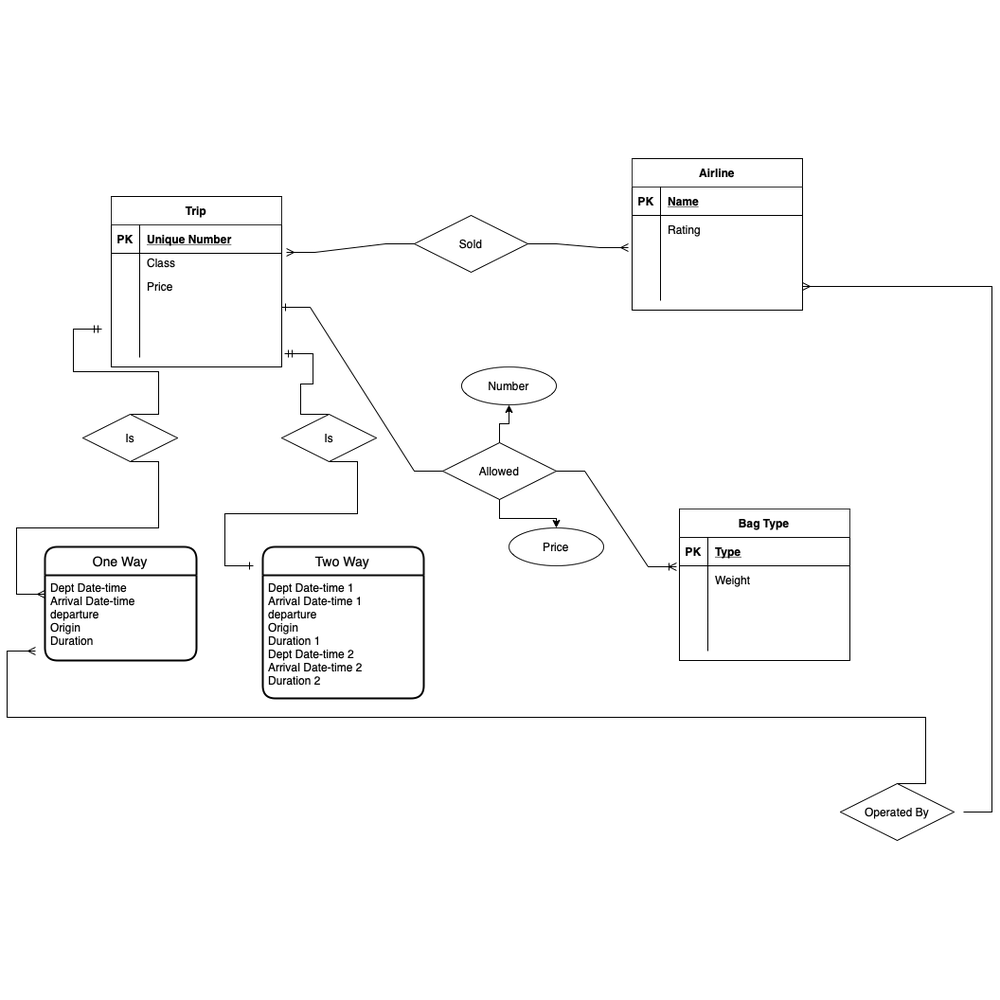 Airline
PK Name
Rating
Trip
PK Unique Number
Class
Price
Sold
Number
Is
Is
Allowed
Price
Bag Type
PK Type
Weight
One Way
Dept Date-time
Arrival Date-time
departure
Origin
Duration
Two Way
Dept Date-time 1
Arrival Date-time 1
departure
Origin
Duration 1
Dept Date-time 2
Arrival Date-time 2
Duration 2
Operated By